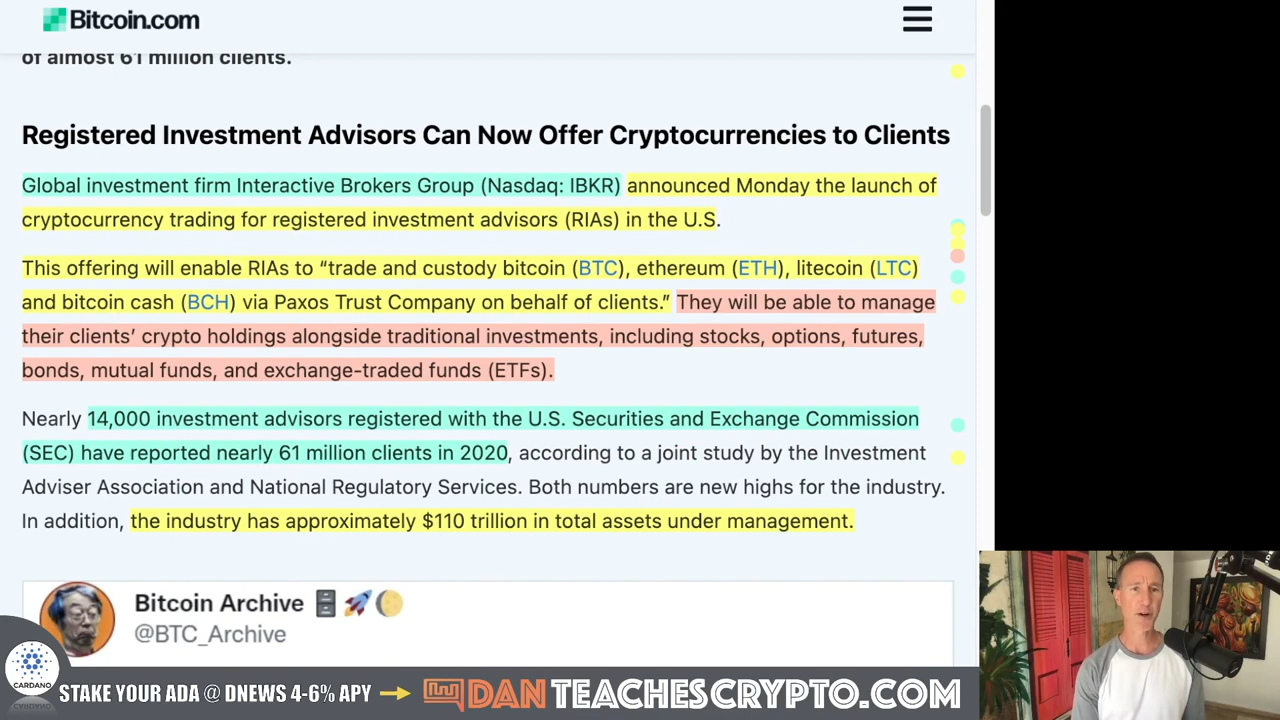 Bitcoin.com
of almost 61 million clients.
Registered Investment Advisors Can Now Offer Cryptocurrencies to Clients
Global investment firm Interactive Brokers Group (Nasdaq: IBKR) announced Monday the launch of
cryptocurrency trading for registered investment advisors (RIAs) in the U.S.
This offering will enable RIAs to “trade and custody bitcoin (BTC), ethereum (ETH), litecoin (LTC)
and bitcoin cash (BCH) via Paxos Trust Company on behalf of clients.” They will be able to manage
their clients’ crypto holdings alongside traditional investments, including stocks, options, futures,
bonds, mutual funds, and exchange-traded funds (ETFs).
Nearly 14,000 investment advisors registered with the U.S. Securities and Exchange Commission
(SEC) have reported nearly 61 million clients in 2020, according to a joint study by the Investment
Adviser Association and National Regulatory Services. Both numbers are new highs for the industry.
In addition, the industry has approximately $110 trillion in total assets under management.
Bitcoin Archive 🗄️🚀🌔
@BTC_Archive
CARDANO
STAKE YOUR ADA @ DNEWS 4-6% APY
DANTEACHESCRYPTO.COM